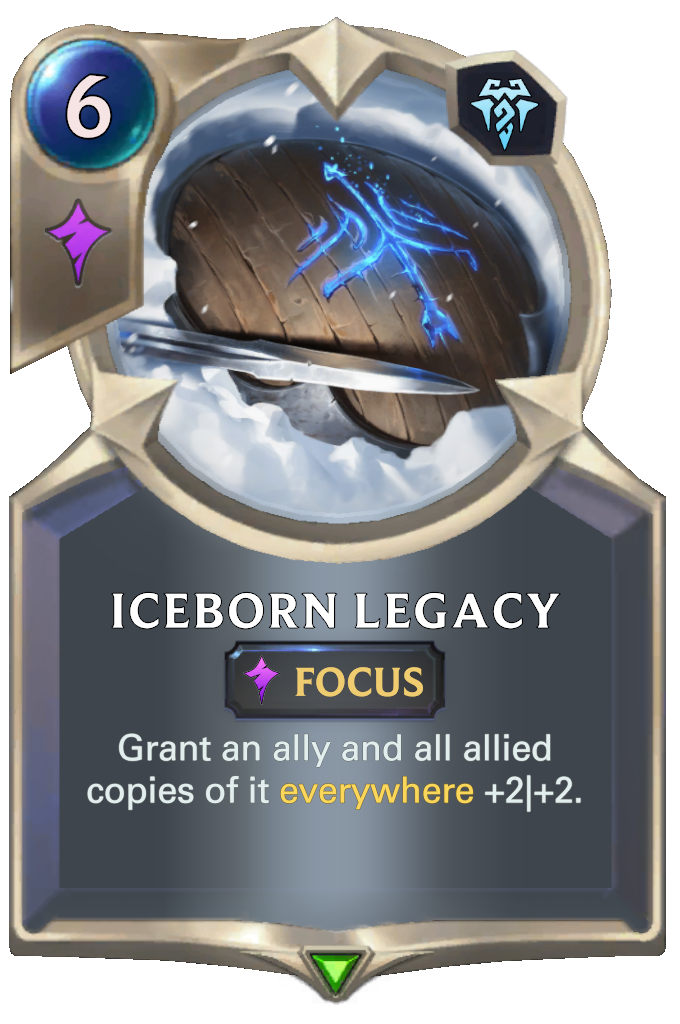 6
ICEBORN LEGACY
FOCUS
Grant an ally and all allied
copies of it everywhere +2|+2.